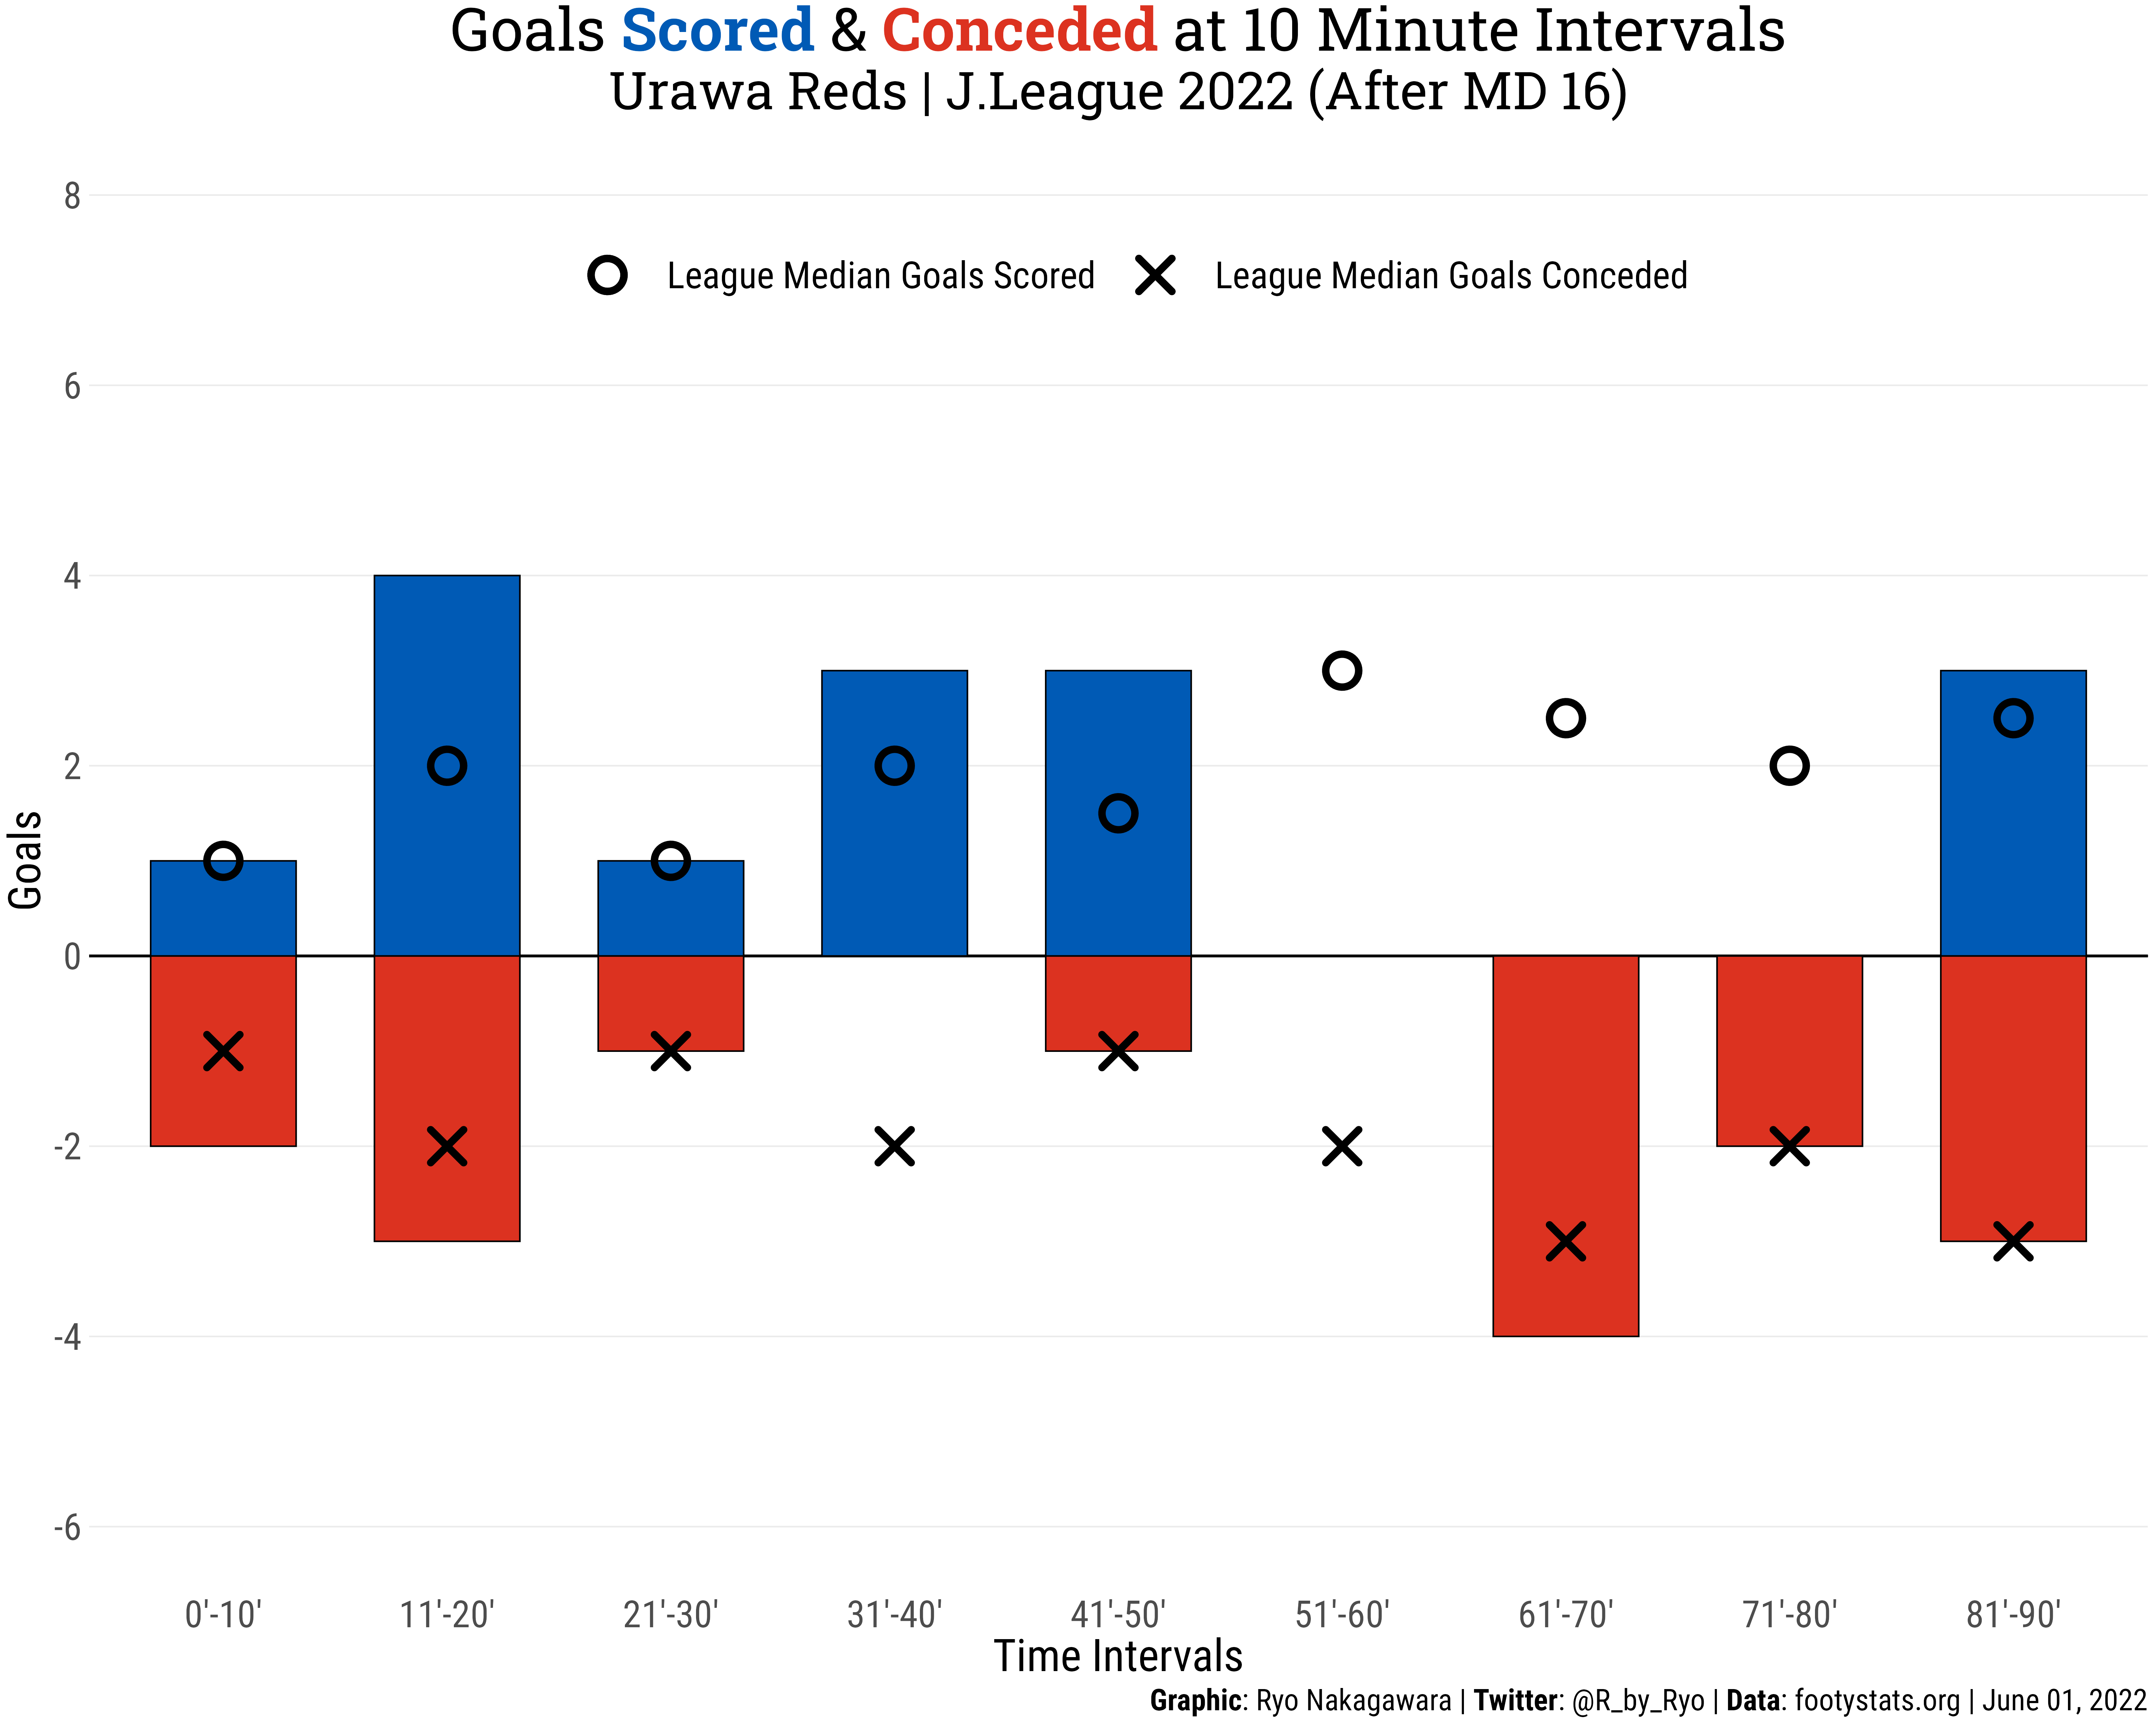 Goals Scored & Conceded at 10 Minute Intervals
Urawa Reds | J.League 2022 (After MD 16)
8
League Median Goals Scored
League Median Goals Conceded
6
4
2
0
-2
-4
-6
Goals
0'-10'
11'-20'
21'-30'
31'-40'
41'-50'
51'-60'
61'-70'
71'-80'
81'-90'
Time Intervals
Graphic: Ryo Nakagawara | Twitter: @R_by_Ryo | Data: footystats.org | June 01, 2022